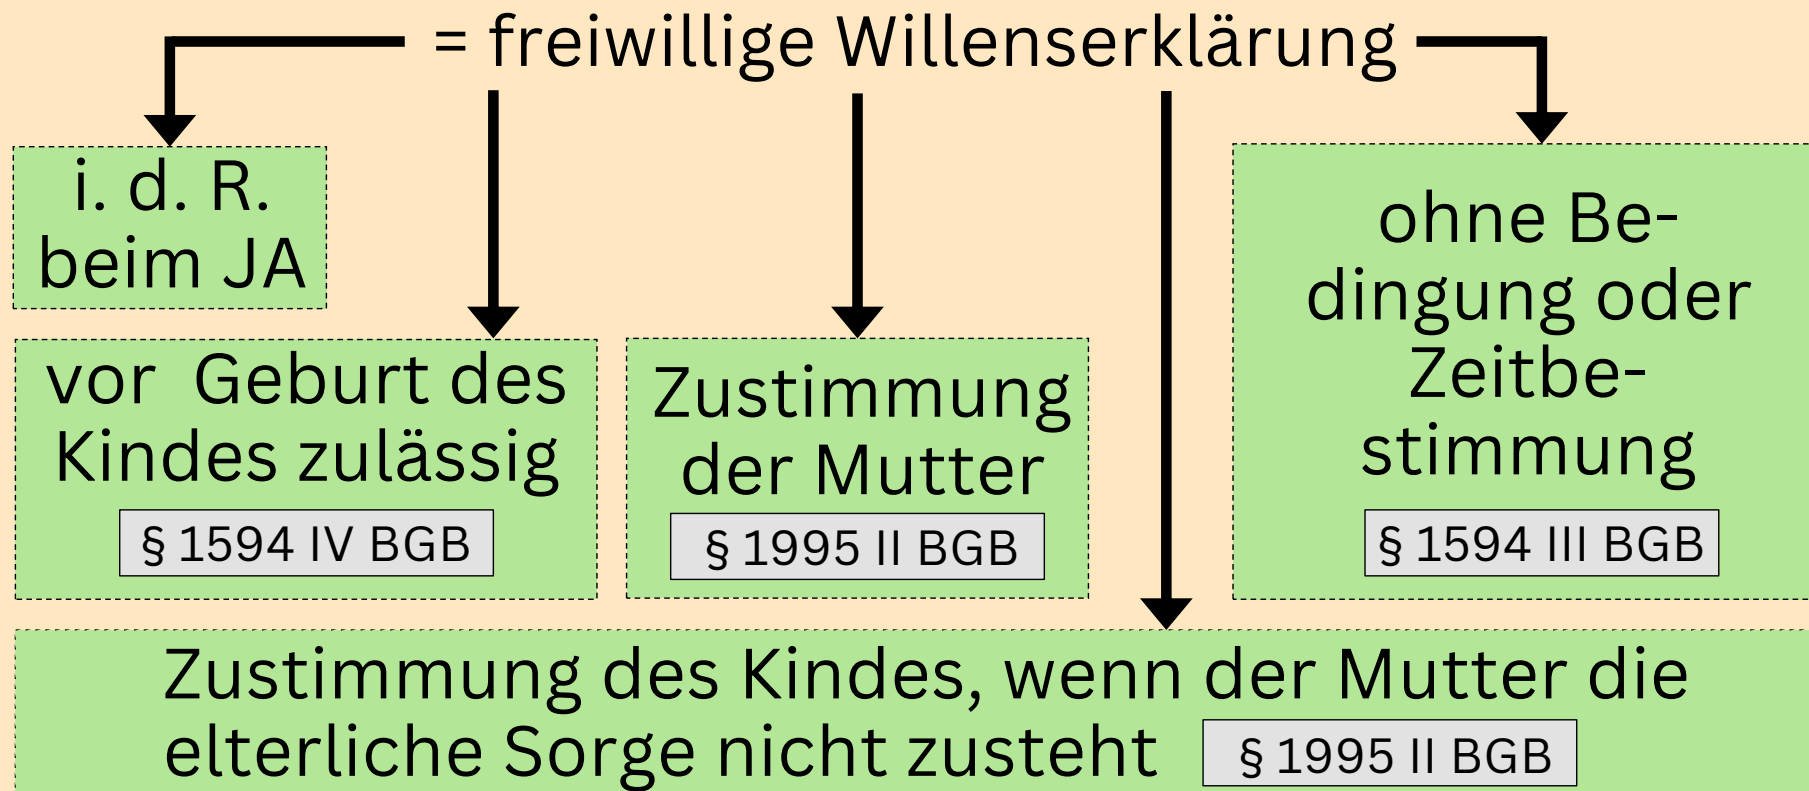 = freiwillige Willenserklärung
i. d. R.
beim JA
vor Geburt des
Kindes zulässig
§ 1594 IV BGB
Zustimmung
der Mutter
§ 1995 II BGB
ohne Be-
dingung oder
Zeitbe-
stimmung
§ 1594 III BGB
Zustimmung des Kindes, wenn der Mutter die
elterliche Sorge nicht zusteht
§ 1995 II BGB